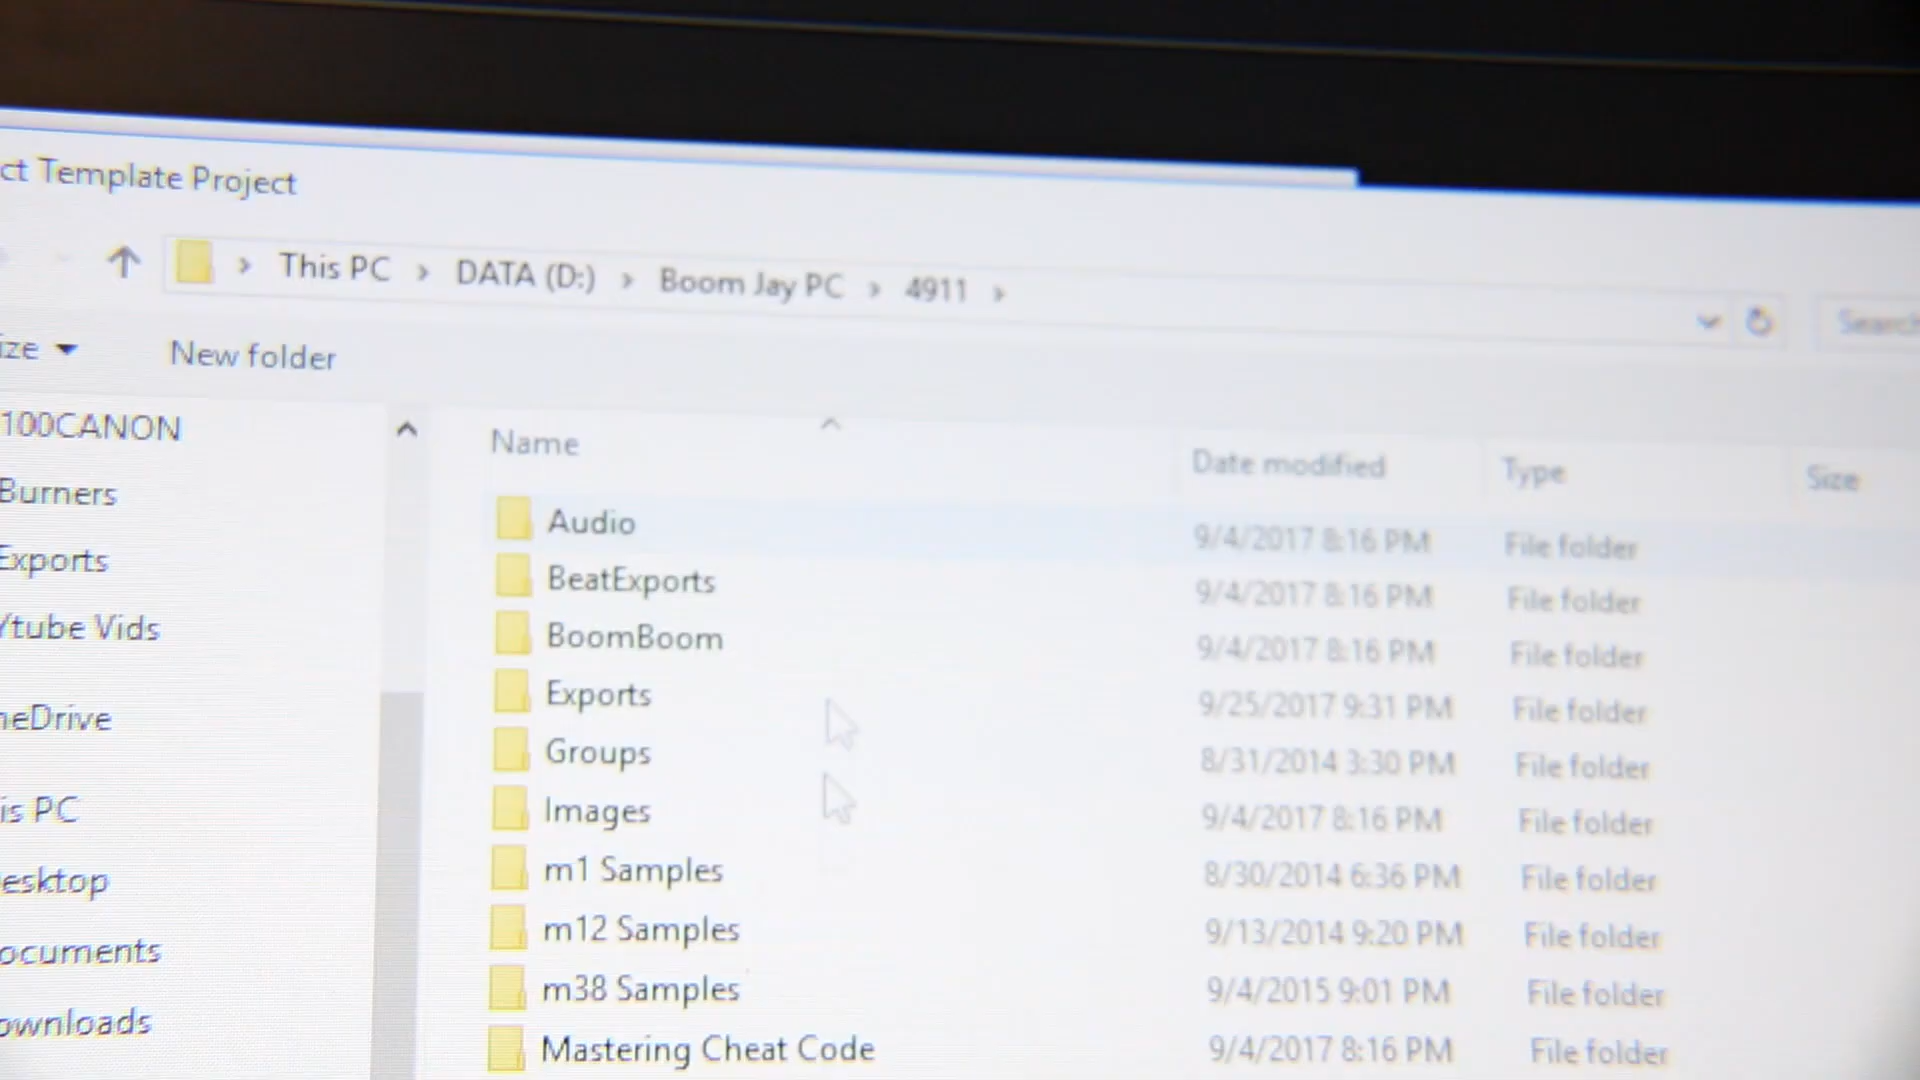 ct Template Project
This PC > DATA (D:) > Boom Jay PC > 4911 >
Search
ize
New folder
100CANON
Burners
Exports
Ytube Vids
neDrive
is PC
esktop
ocuments
ownloads
Name Date modified Type Size
Audio 9/4/2017 8:16 PM File folder
BeatExports 9/4/2017 8:16 PM File folder
BoomBoom 9/4/2017 8:16 PM File folder
Exports 9/25/2017 9:31 PM File folder
Groups 8/31/2014 3:30 PM File folder
Images 9/4/2017 8:16 PM File folder
m1 Samples 8/30/2014 6:36 PM File folder
m12 Samples 9/13/2014 9:20 PM File folder
m38 Samples 9/4/2015 9:01 PM File folder
Mastering Cheat Code 9/4/2017 8:16 PM File folder